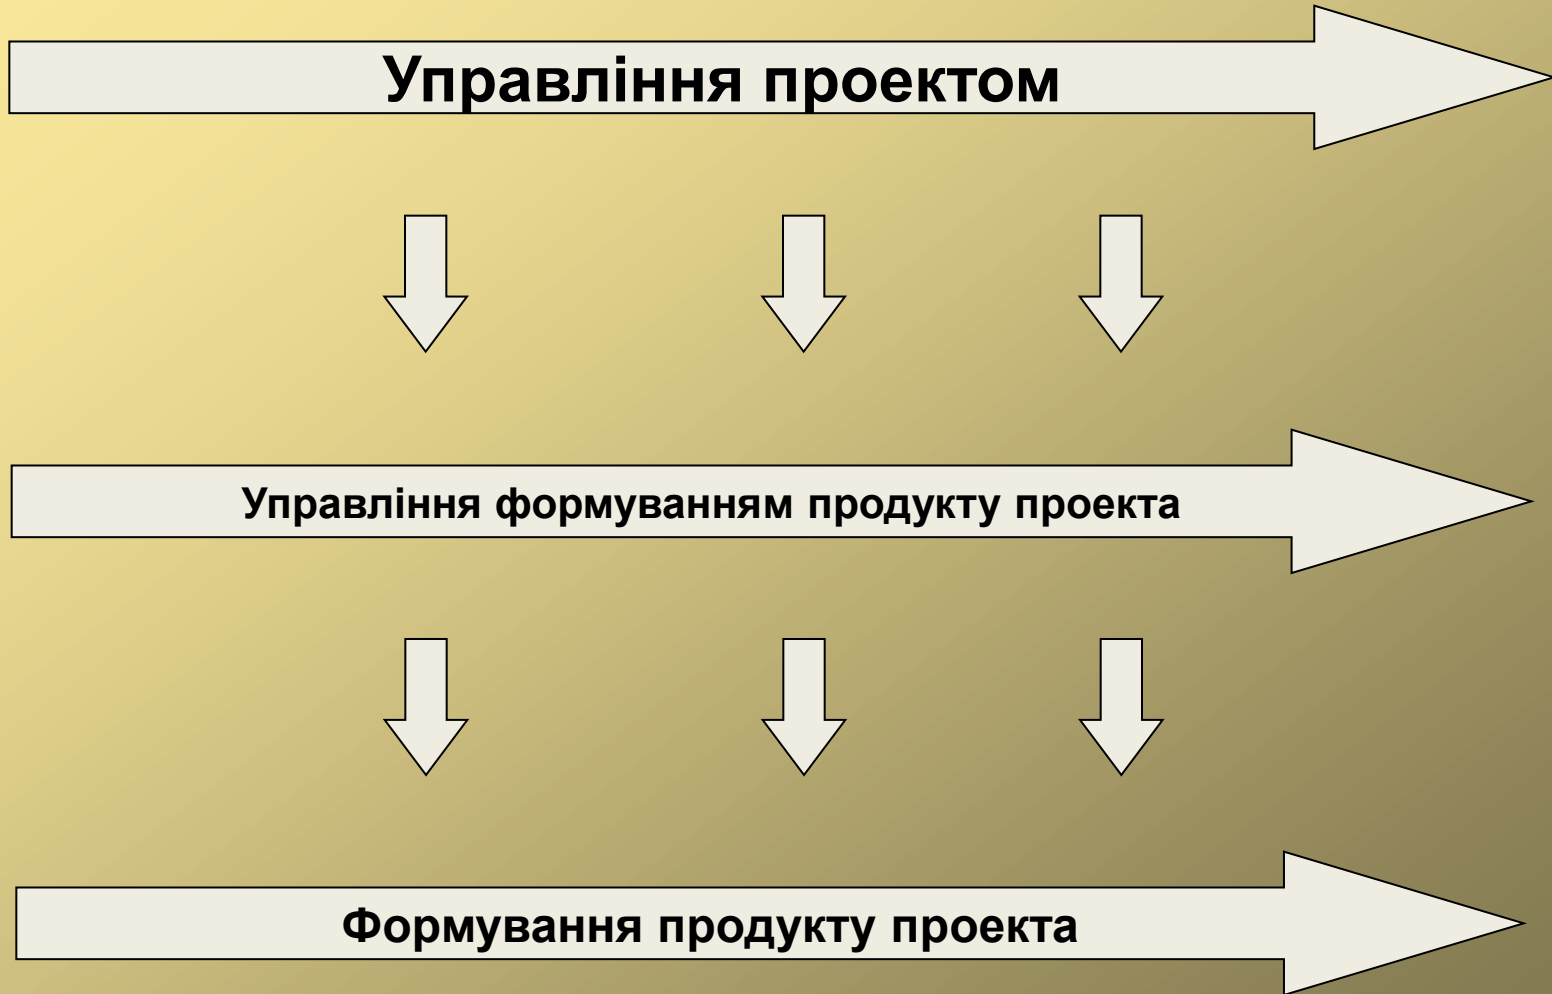 Управління проектом
Управління формуванням продукту проекта
Формування продукту проекта